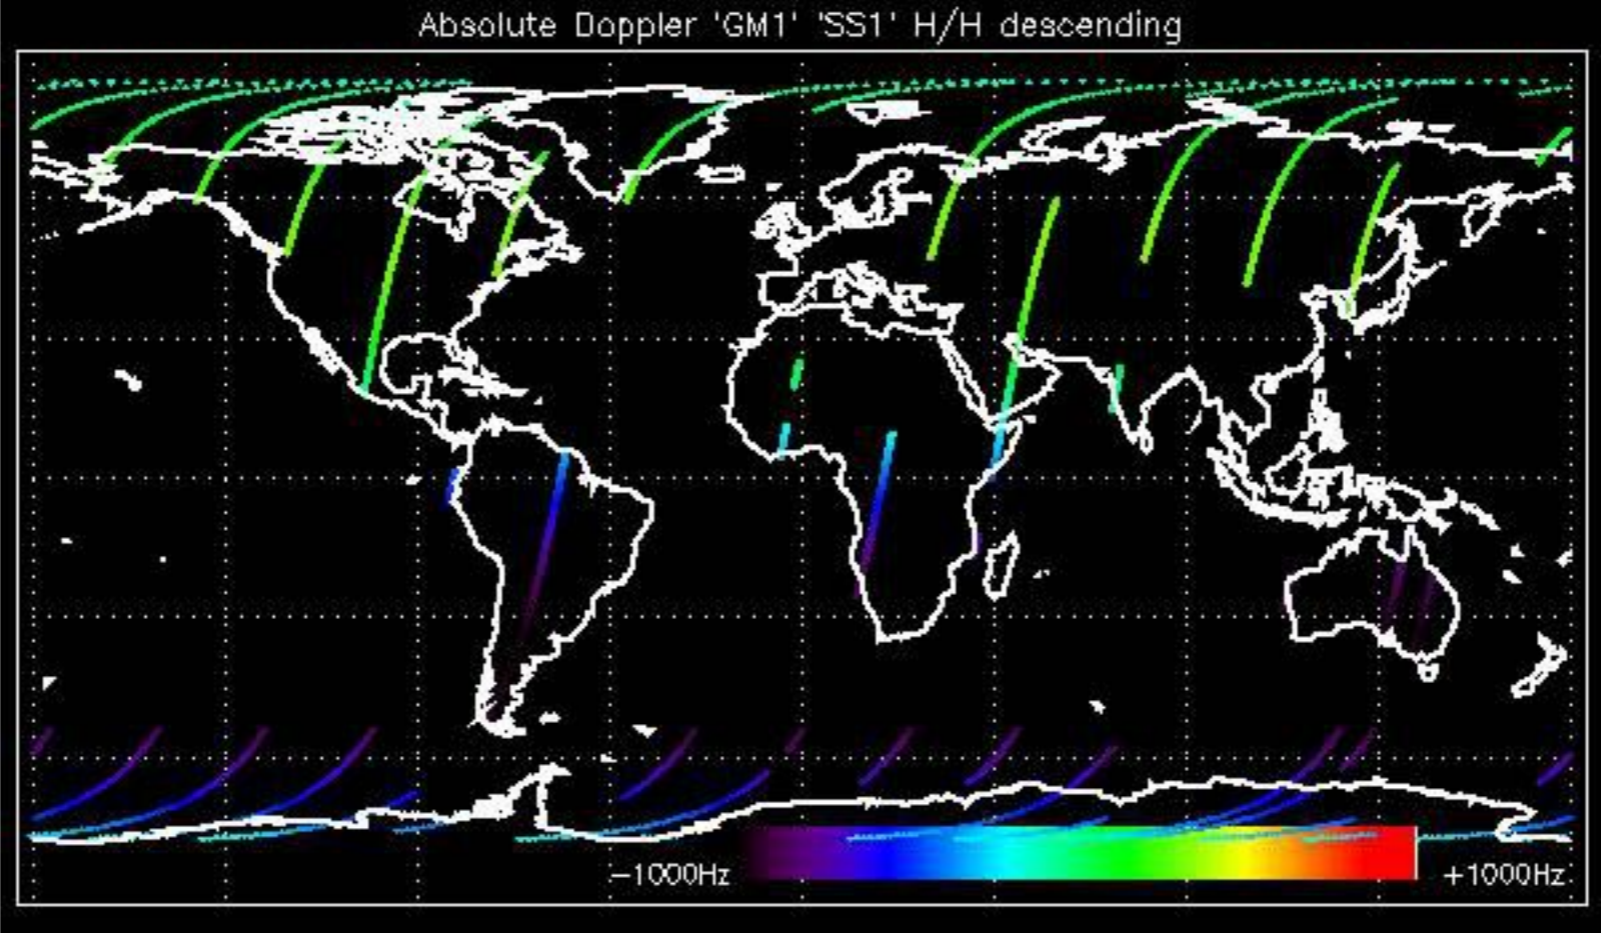 Absolute Doppler 'GM1' 'SS1' H/H descending
−1000Hz +1000Hz